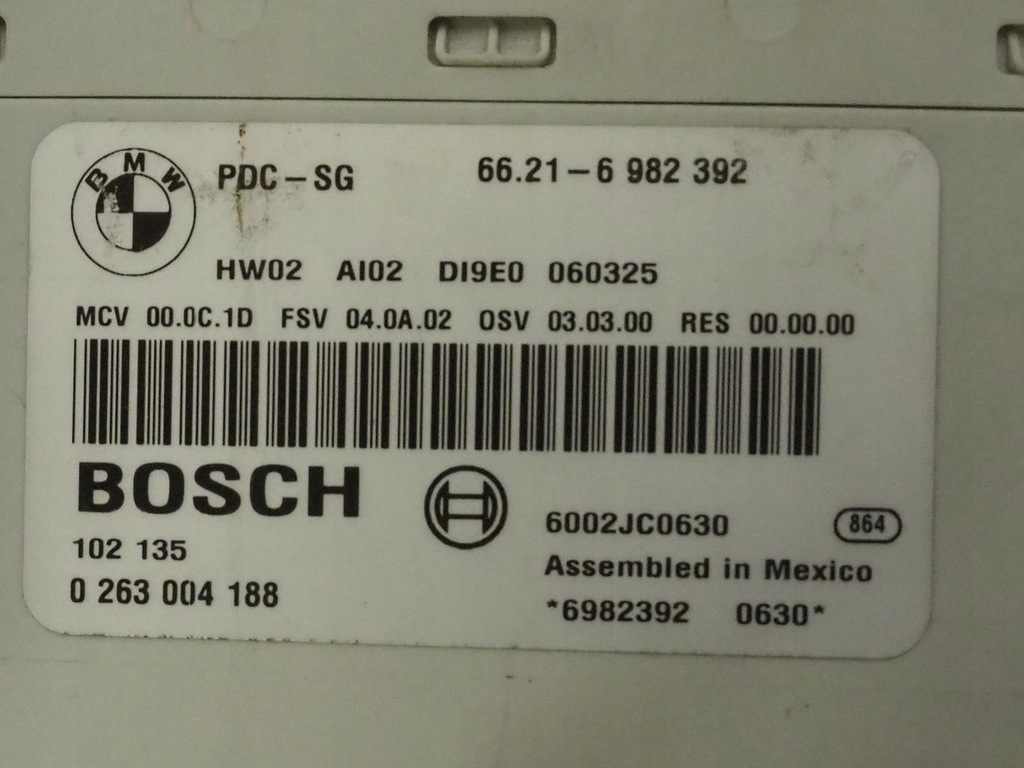 BMW
PDC-SG 66.21-6 982 392
HW02 AI02 DI9E0 060325
MCV 00.0C.1D FSV 04.0A.02 OSV 03.03.00 RES 00.00.00
BOSCH
102 135
0 263 004 188
6002JC0630 864
Assembled in Mexico
*6982392 0630*